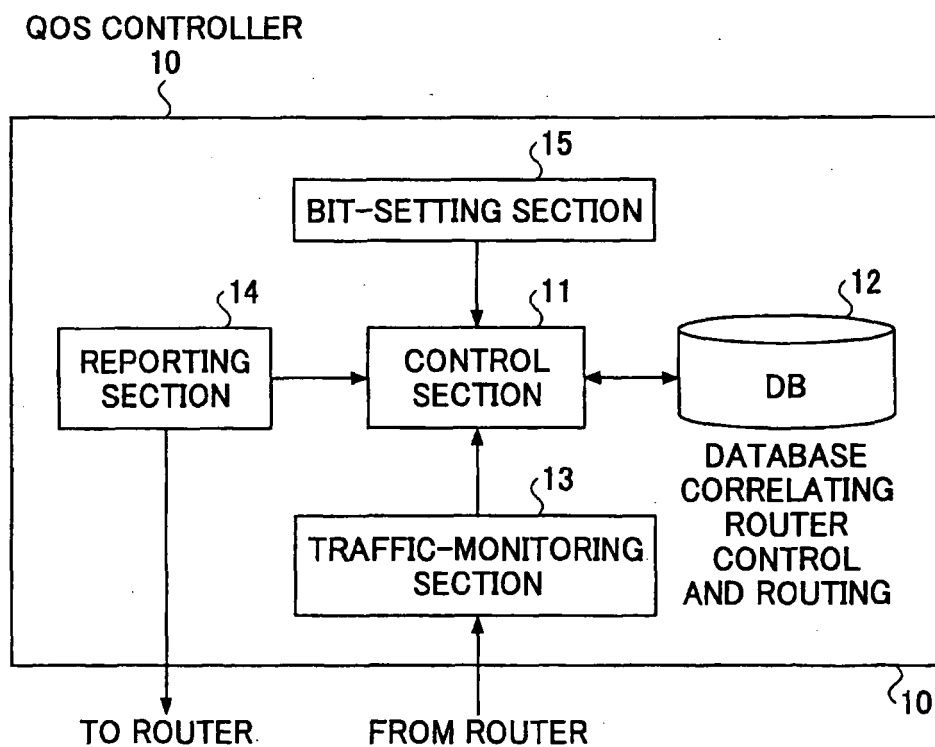 QOS CONTROLLER
10
15
BIT-SETTING SECTION
14
REPORTING
SECTION
11
CONTROL
SECTION
12
DB
DATABASE
CORRELATING
ROUTER
CONTROL
AND ROUTING
13
TRAFFIC-MONITORING
SECTION
10
TO ROUTER
FROM ROUTER